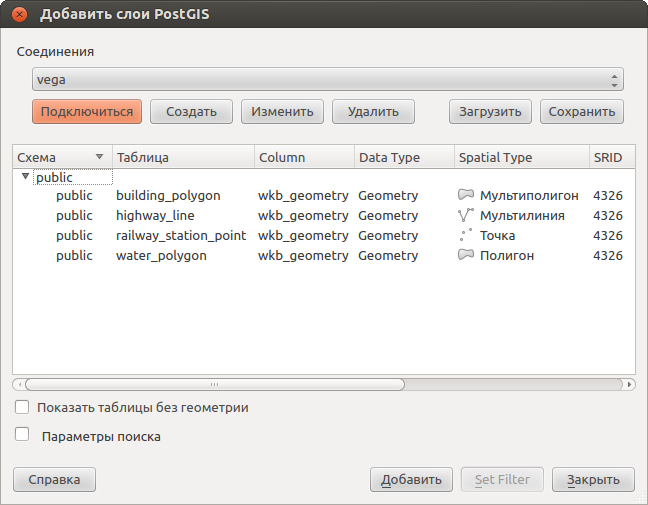 Добавить слои PostGIS
Соединения
vega
Подключиться Создать Изменить Удалить Загрузить Сохранить
Схема Таблица Column Data Type Spatial Type SRID
public
public building_polygon wkb_geometry Geometry Мультиполигон 4326
public highway_line wkb_geometry Geometry Мультилиния 4326
public railway_station_point wkb_geometry Geometry Точка 4326
public water_polygon wkb_geometry Geometry Полигон 4326
Показать таблицы без геометрии
Параметры поиска
Справка Добавить Set Filter Закрыть